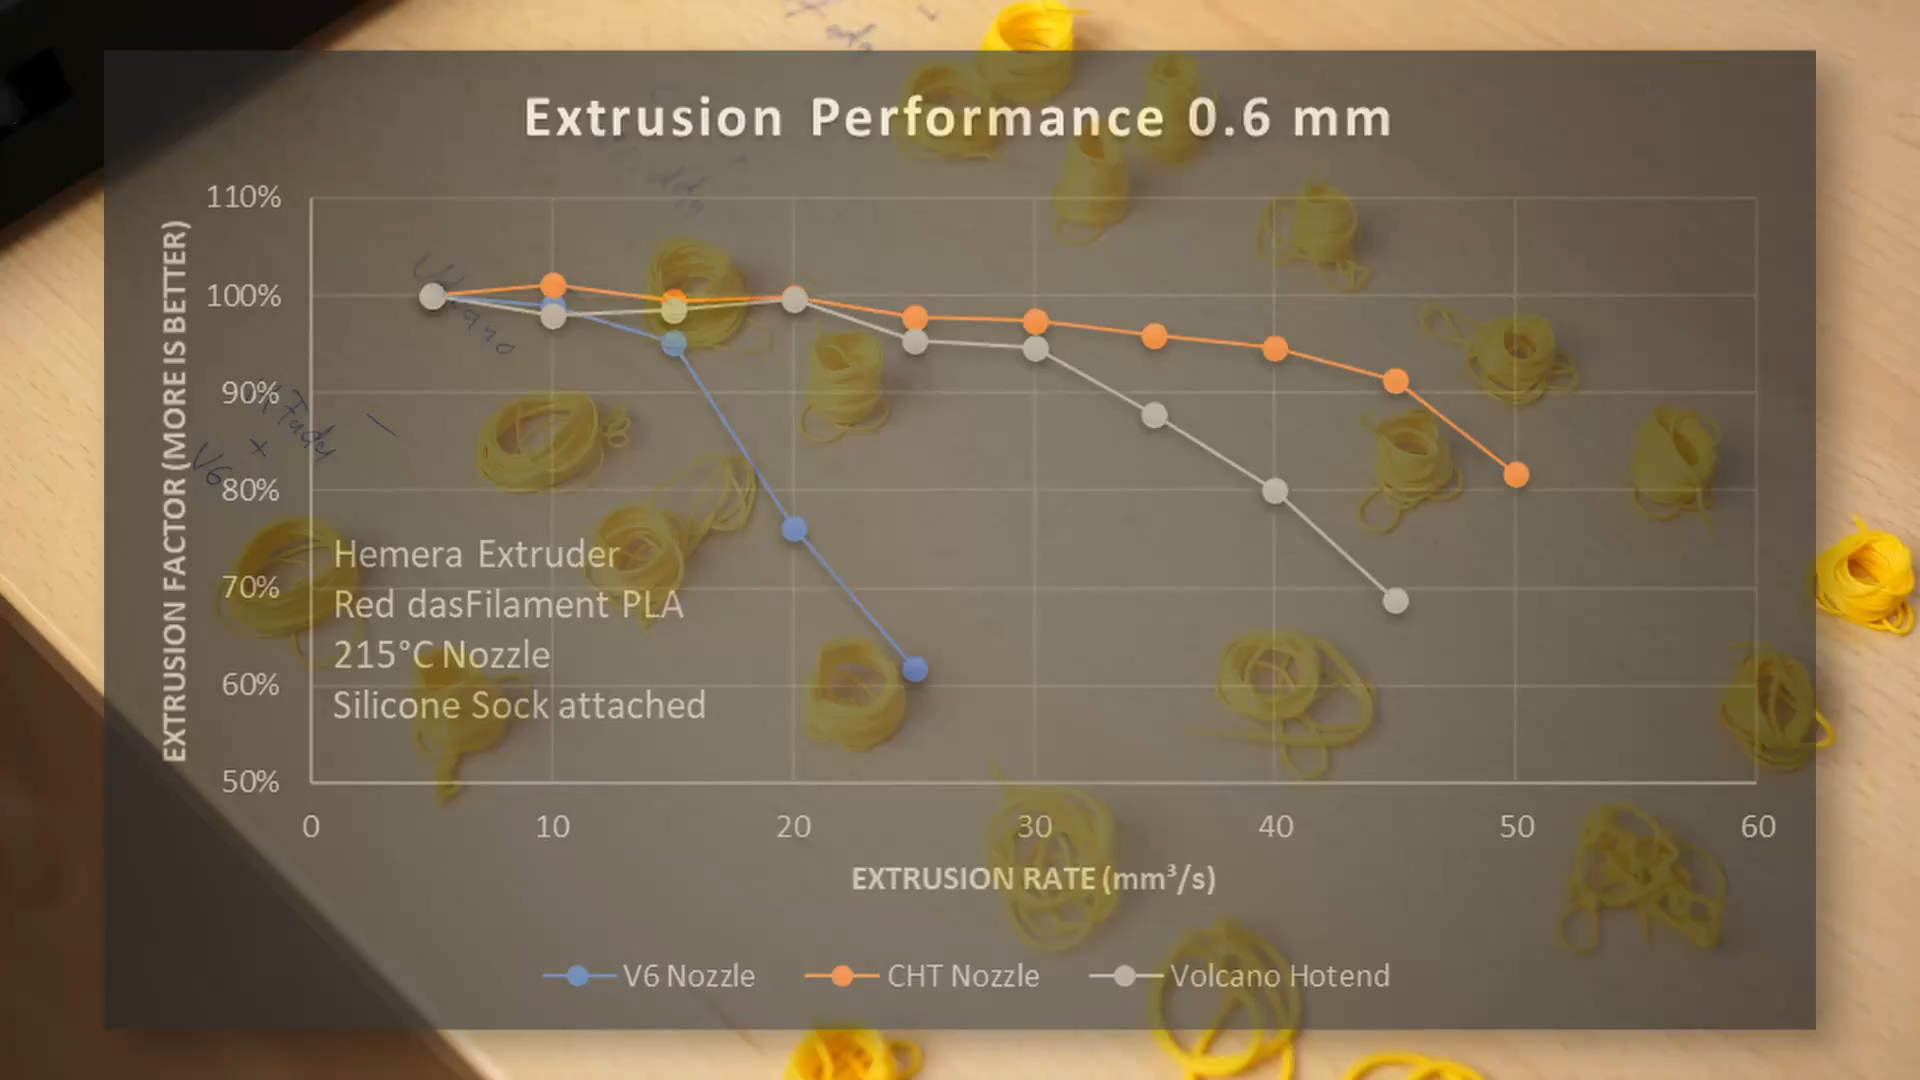 Extrusion Performance 0.6 mm
110%
100%
90%
80%
70%
60%
50%
EXTRUSION FACTOR (MORE IS BETTER)
Volcano
V6
Hemera Extruder
Red dasFilament PLA
215°C Nozzle
Silicone Sock attached
0 10 20 30 40 50 60
EXTRUSION RATE (mm³/s)
V6 Nozzle CHT Nozzle Volcano Hotend